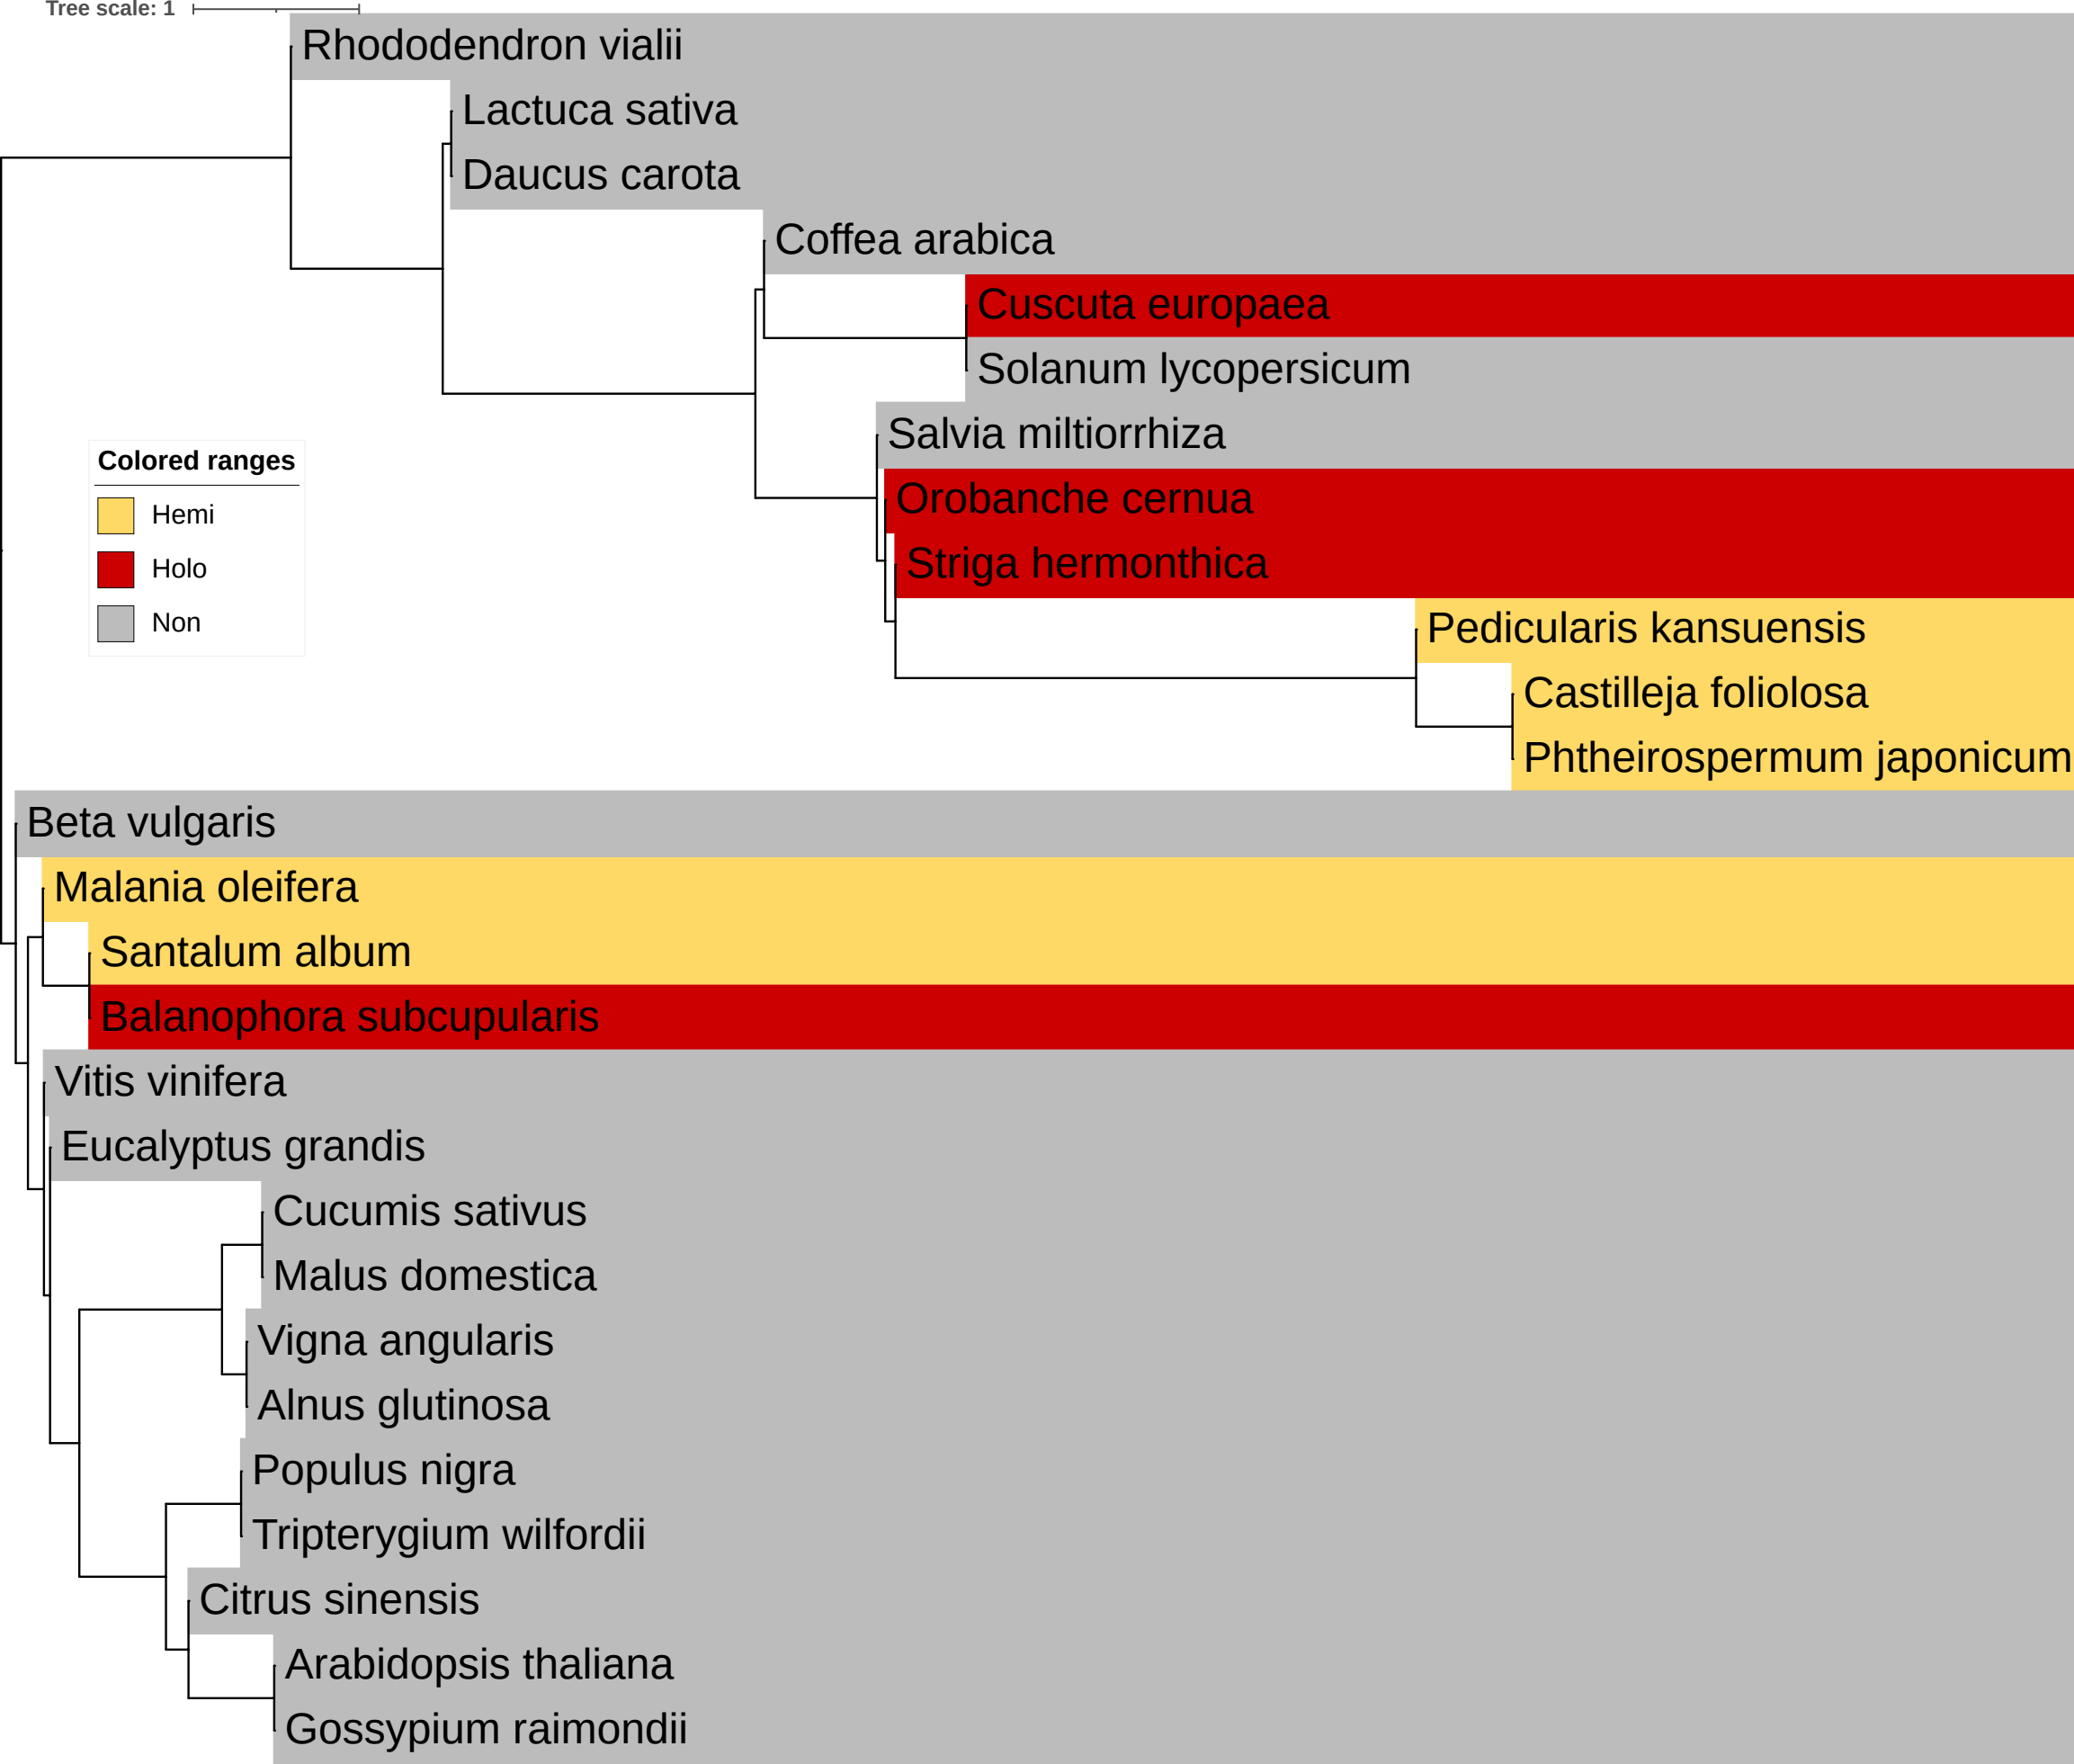 Tree scale: 1
Rhododendron vialii
Lactuca sativa
Daucus carota
Coffea arabica
Cuscuta europaea
Solanum lycopersicum
Salvia miltiorrhiza
Colored ranges
Hemi
Holo
Non
Orobanche cernua
Striga hermonthica
Pedicularis kansuensis
Castilleja foliolosa
Phtheirospermum japonicum
Beta vulgaris
Malania oleifera
Santalum album
Balanophora subcupularis
Vitis vinifera
Eucalyptus grandis
Cucumis sativus
Malus domestica
Vigna angularis
Alnus glutinosa
Populus nigra
Tripterygium wilfordii
Citrus sinensis
Arabidopsis thaliana
Gossypium raimondii